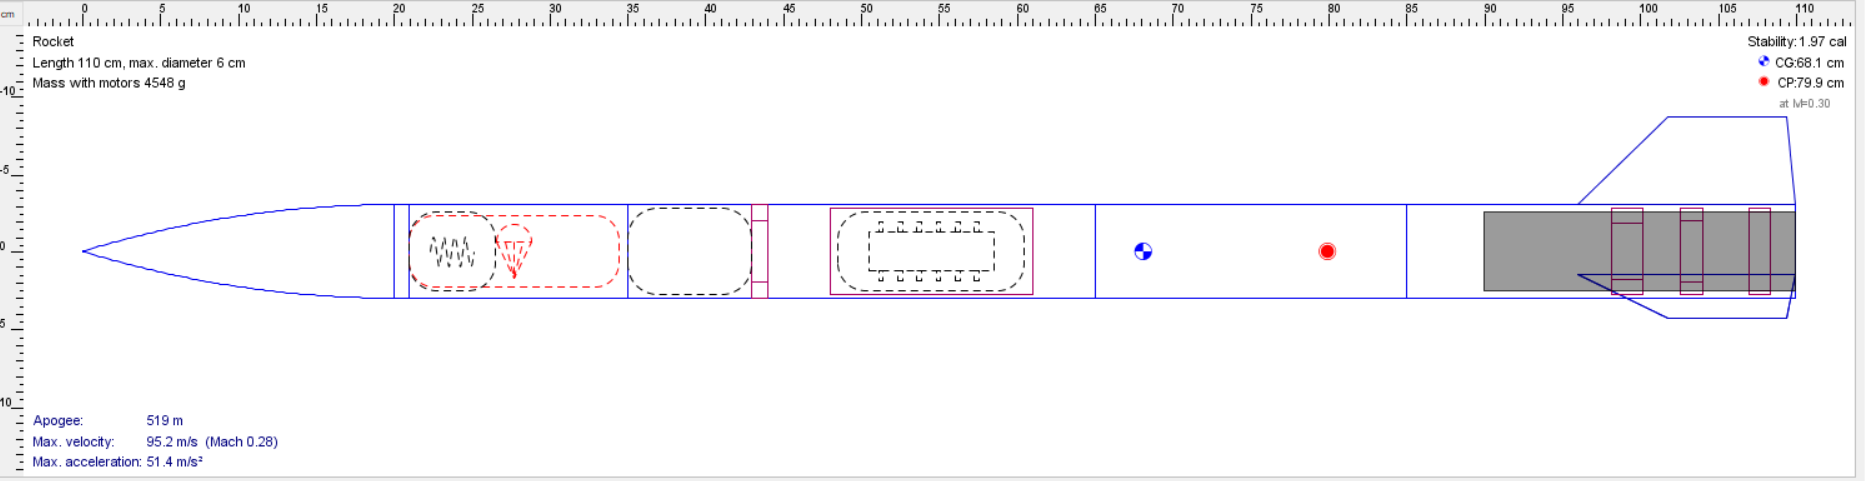 cm 0 5 10 15 20 25 30 35 40 45 50 55 60 65 70 75 80 85 90 95 100 105 110
Rocket
Length 110 cm, max. diameter 6 cm
Mass with motors 4548 g
Stability:1.97 cal
CG:68.1 cm
CP:79.9 cm
at M=0.30
-10
-5
0
5
10
Apogee: 519 m
Max. velocity: 95.2 m/s (Mach 0.28)
Max. acceleration: 51.4 m/s²